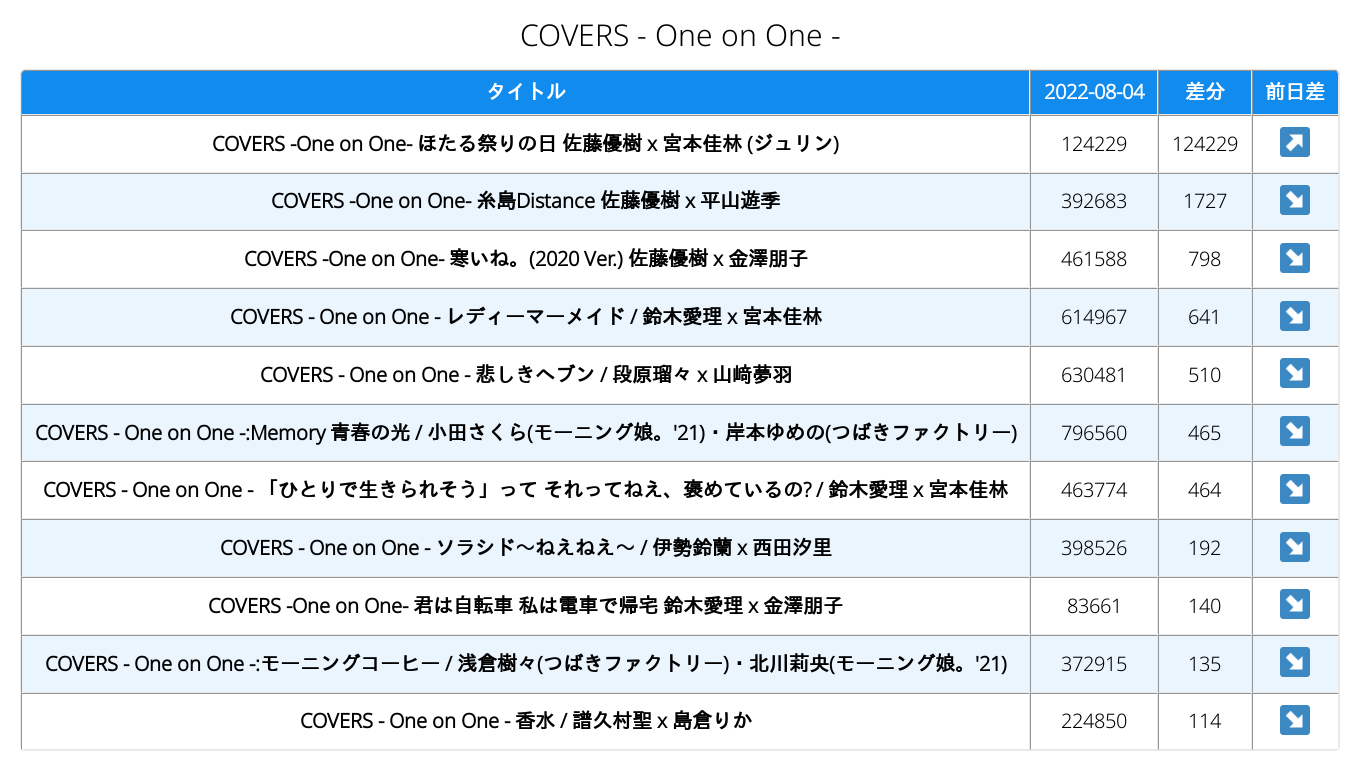 COVERS - One on One -
タイトル 2022-08-04 差分 前日差
COVERS -One on One- ほたる祭りの日 佐藤優樹 x 宮本佳林 (ジュリン) 124229 124229
COVERS -One on One- 糸島Distance 佐藤優樹 x 平山遊季 392683 1727
COVERS -One on One- 寒いね。(2020 Ver.) 佐藤優樹 x 金澤朋子 461588 798
COVERS - One on One - レディーマーメイド / 鈴木愛理 x 宮本佳林 614967 641
COVERS - One on One - 悲しきヘブン / 段原瑠々 x 山﨑夢羽 630481 510
COVERS - One on One -:Memory 青春の光 / 小田さくら(モーニング娘。'21)・岸本ゆめの(つばきファクトリー) 796560 465
COVERS - One on One - 「ひとりで生きられそう」って それってねえ、褒めているの? / 鈴木愛理 x 宮本佳林 463774 464
COVERS - One on One - ソラシド～ねえねえ～ / 伊勢鈴蘭 x 西田汐里 398526 192
COVERS -One on One- 君は自転車 私は電車で帰宅 鈴木愛理 x 金澤朋子 83661 140
COVERS - One on One -:モーニングコーヒー / 浅倉樹々(つばきファクトリー)・北川莉央(モーニング娘。'21) 372915 135
COVERS - One on One - 香水 / 譜久村聖 x 島倉りか 224850 114